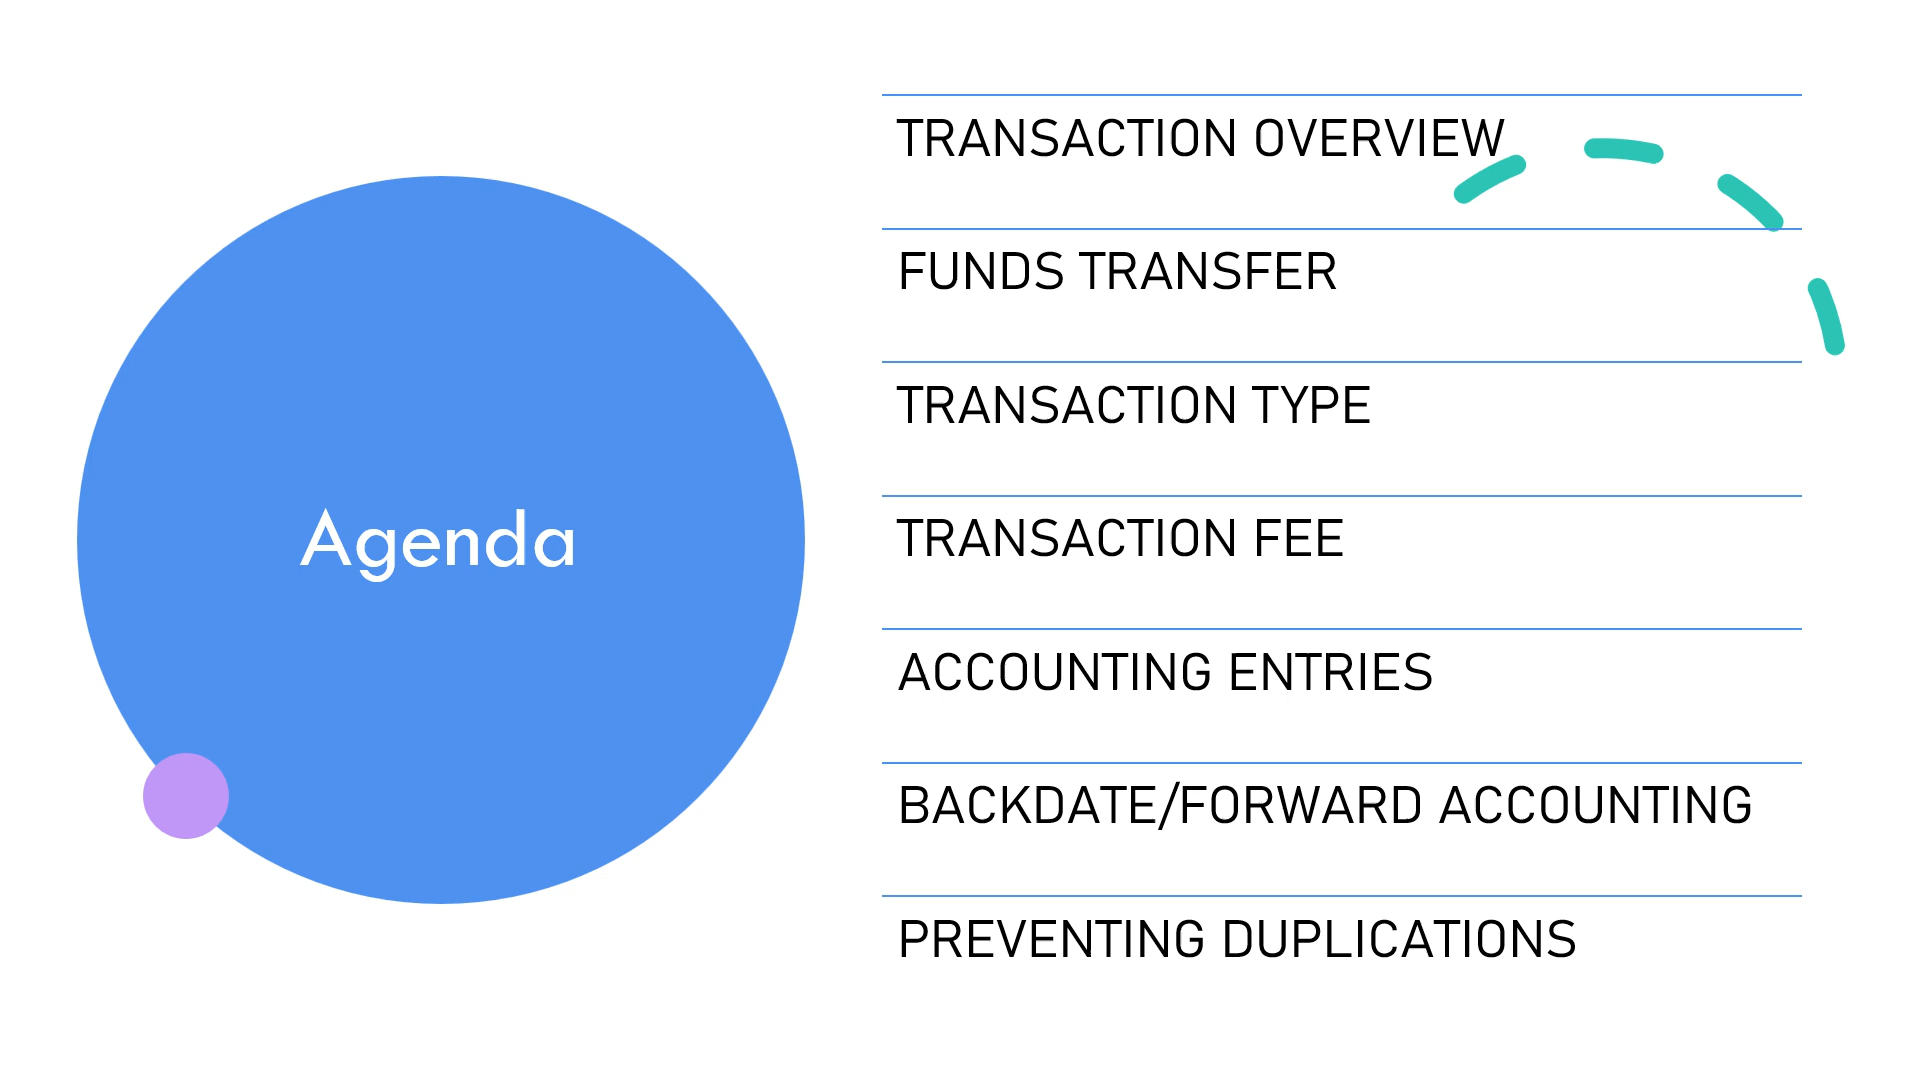 Agenda
TRANSACTION OVERVIEW
FUNDS TRANSFER
TRANSACTION TYPE
TRANSACTION FEE
ACCOUNTING ENTRIES
BACKDATE/FORWARD ACCOUNTING
PREVENTING DUPLICATIONS